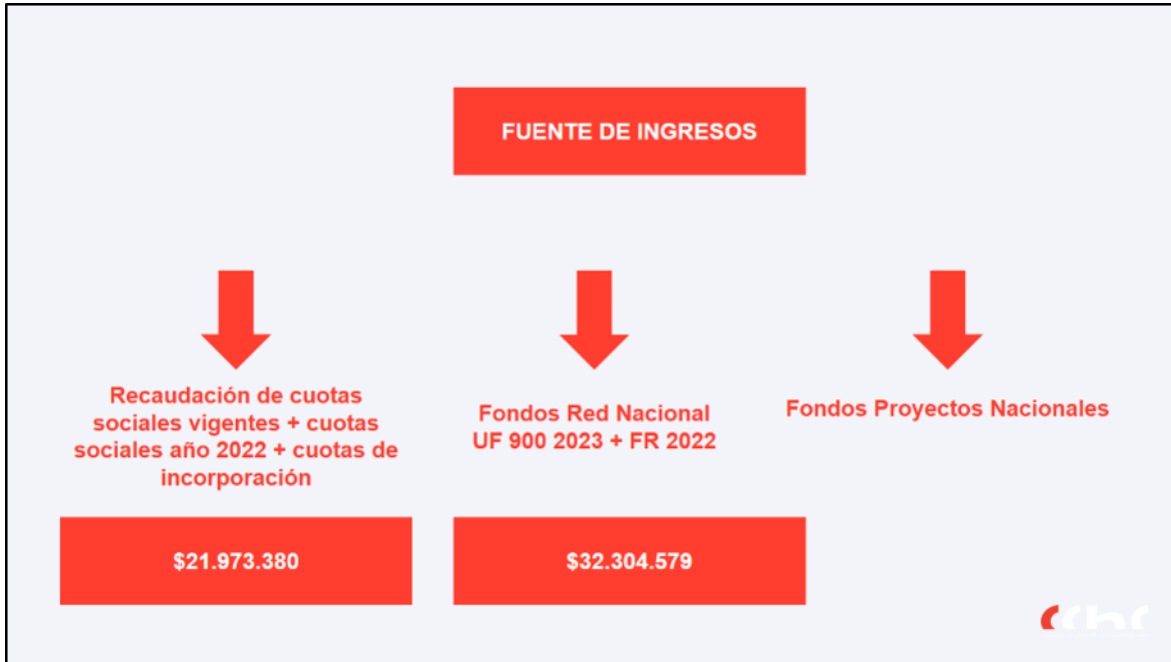 FUENTE DE INGRESOS
Recaudación de cuotas
sociales vigentes + cuotas
sociales año 2022 + cuotas de
incorporación
$21.973.380
Fondos Red Nacional
UF 900 2023 + FR 2022
$32.304.579
Fondos Proyectos Nacionales
cchc